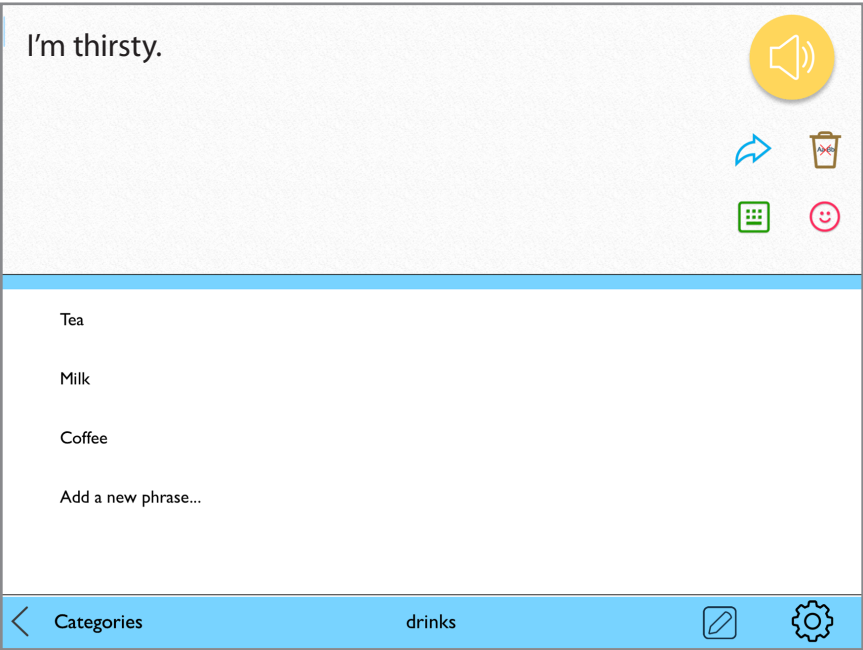 I'm thirsty.
Tea
Milk
Coffee
Add a new phrase...
Categories
drinks